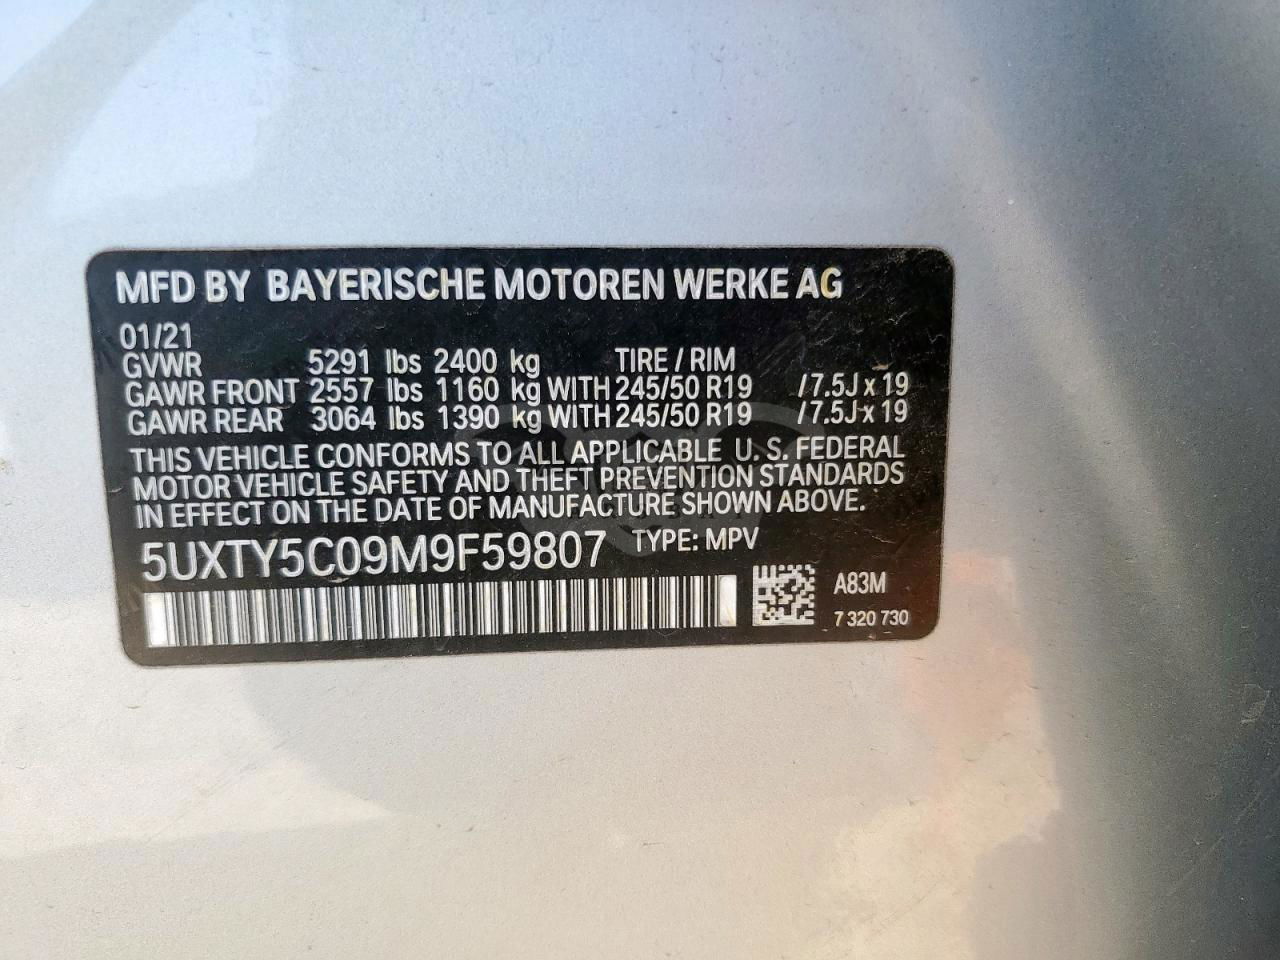 MFD BY BAYERISCHE MOTOREN WERKE AG
01/21
GVWR 5291 lbs 2400 kg TIRE / RIM
GAWR FRONT 2557 lbs 1160 kg WITH 245/50 R19 / 7.5J x 19
GAWR REAR 3064 lbs 1390 kg WITH 245/50 R19 / 7.5J x 19
THIS VEHICLE CONFORMS TO ALL APPLICABLE U. S. FEDERAL
MOTOR VEHICLE SAFETY AND THEFT PREVENTION STANDARDS
IN EFFECT ON THE DATE OF MANUFACTURE SHOWN ABOVE.
5UXTY5C09M9F59807 TYPE: MPV
A83M
7 320 730